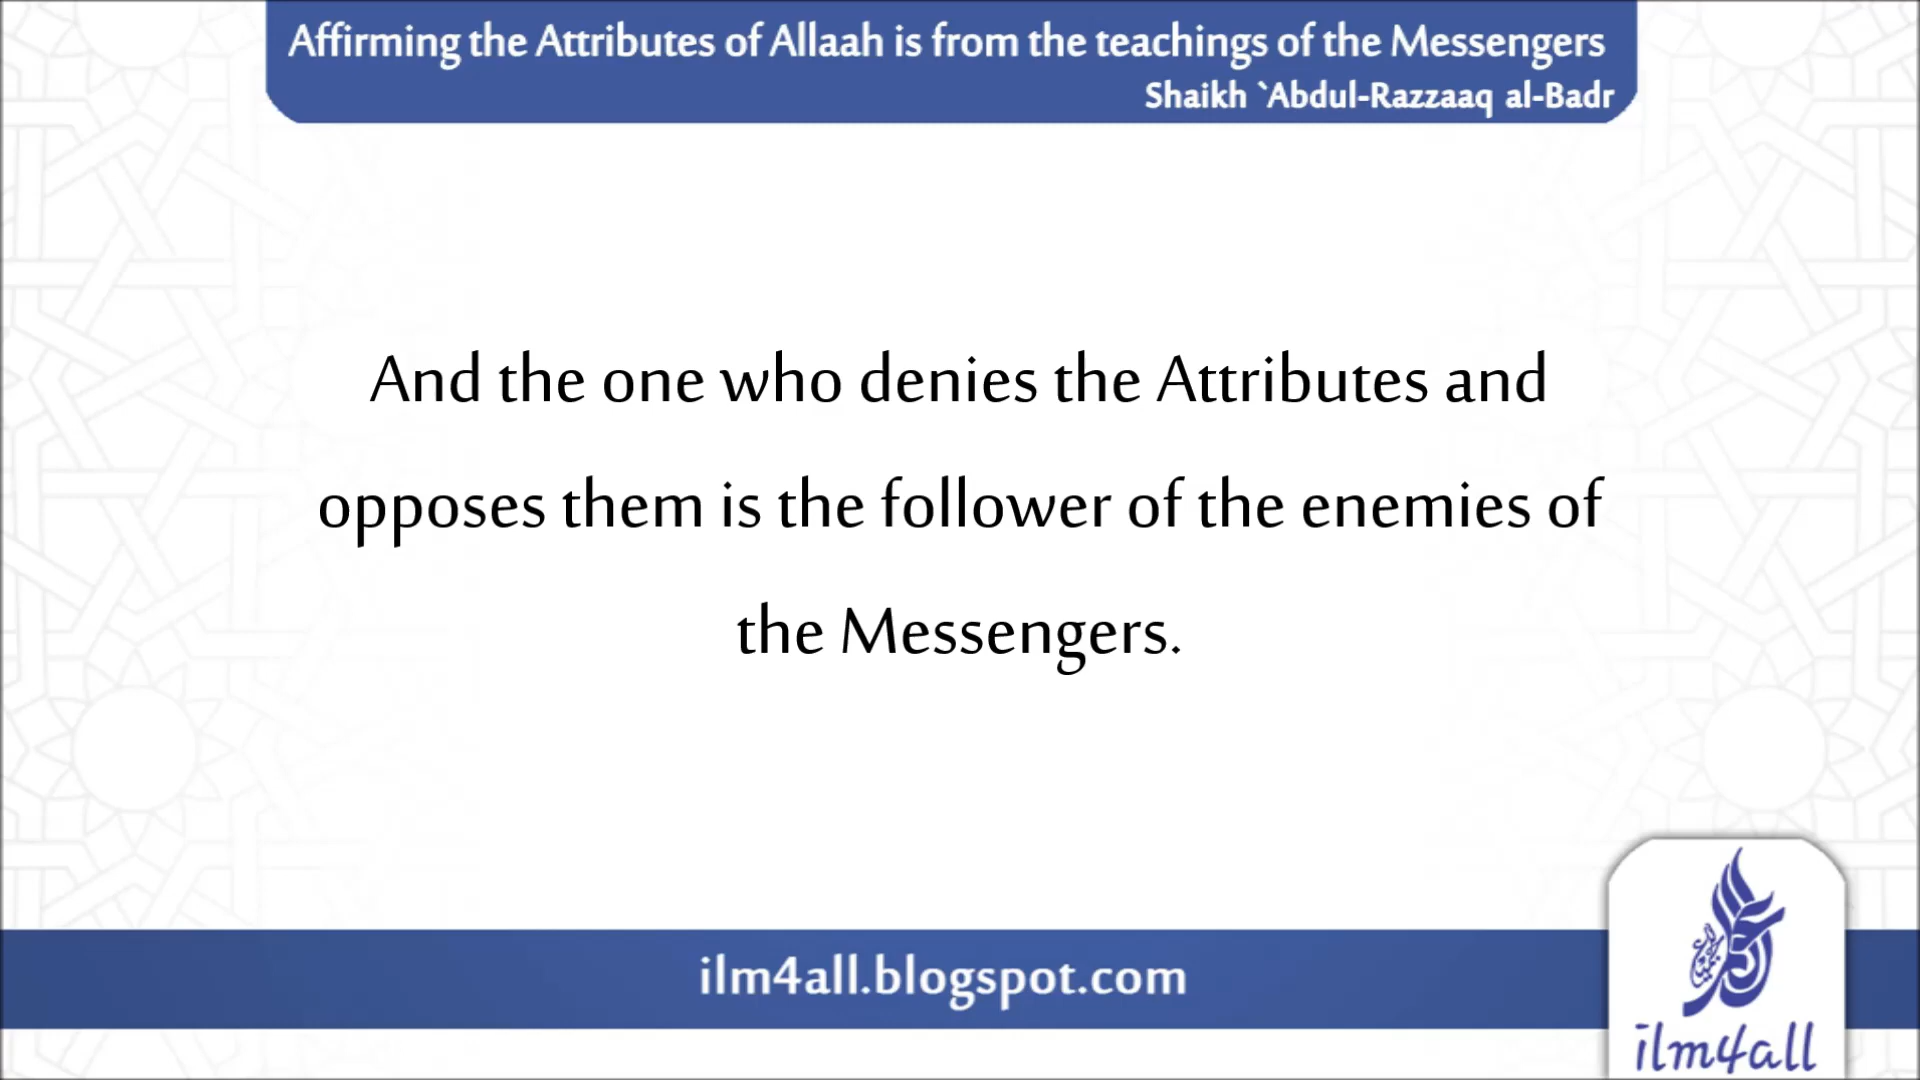 Affirming the Attributes of Allaah is from the teachings of the Messengers
Shaikh `Abdul-Razzaaq al-Badr
And the one who denies the Attributes and
opposes them is the follower of the enemies of
the Messengers.
ilm4all.blogspot.com
ilm4all